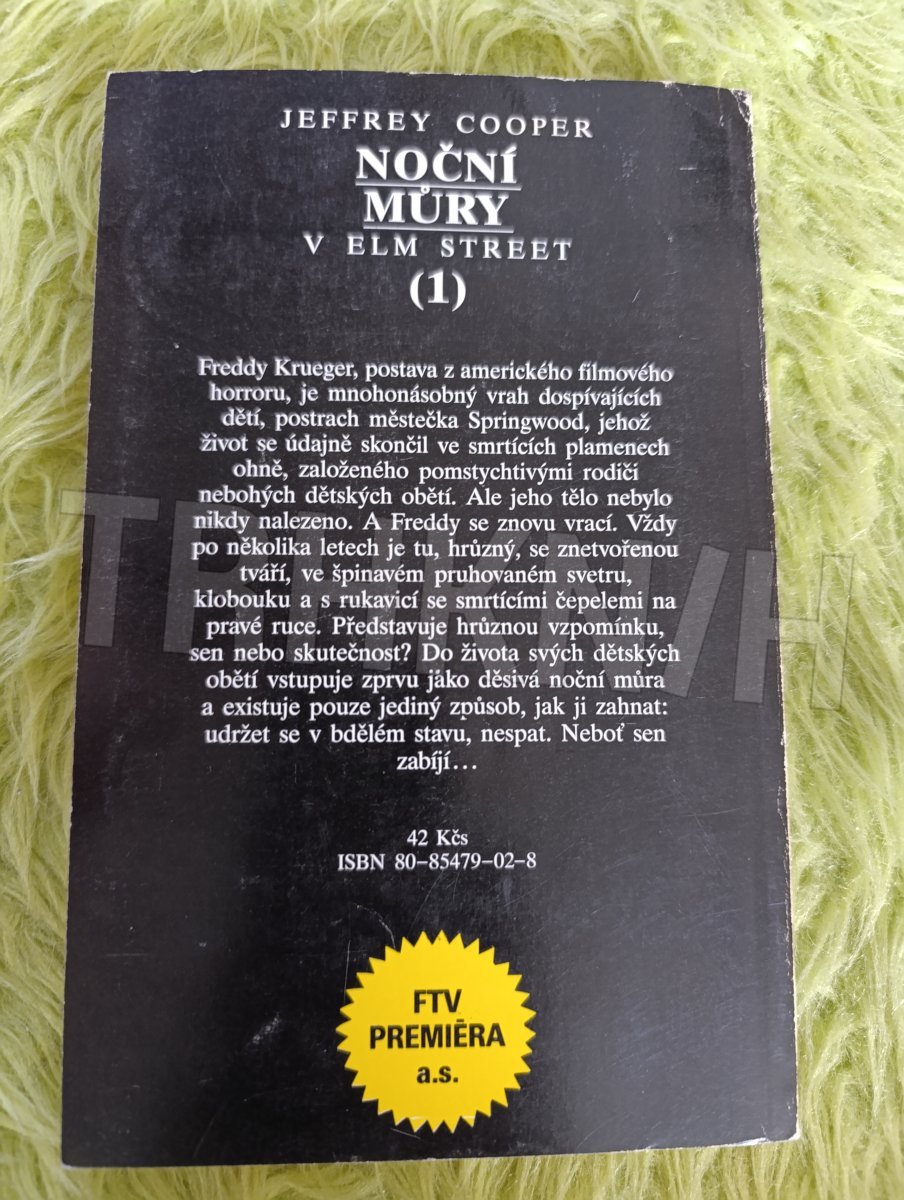 JEFFREY COOPER
NOČNÍ
MŮRY
V ELM STREET
(1)
Freddy Krueger, postava z amerického filmového
horroru, je mnohonásobný vrah dospívajících
dětí, postrach městečka Springwood, jehož
život se údajně skončil ve smrtících plamenech
ohně, založeného pomstychtivými rodiči
nebohých dětských obětí. Ale jeho tělo nebylo
nikdy nalezeno. A Freddy se znovu vrací. Vždy
po několika letech je tu, hrůzný, se znetvořenou
tváří, ve špinavém pruhovaném svetru,
klobouku a s rukavicí se smrtícími čepelemi na
pravé ruce. Představuje hrůznou vzpomínku,
sen nebo skutečnost? Do života svých dětských
obětí vstupuje zprvu jako děsivá noční můra
a existuje pouze jediný způsob, jak ji zahnat:
udržet se v bdělém stavu, nespat. Neboť sen
zabíjí...
42 Kčs
ISBN 80-85479-02-8
FTV
PREMIÉRA
a.s.